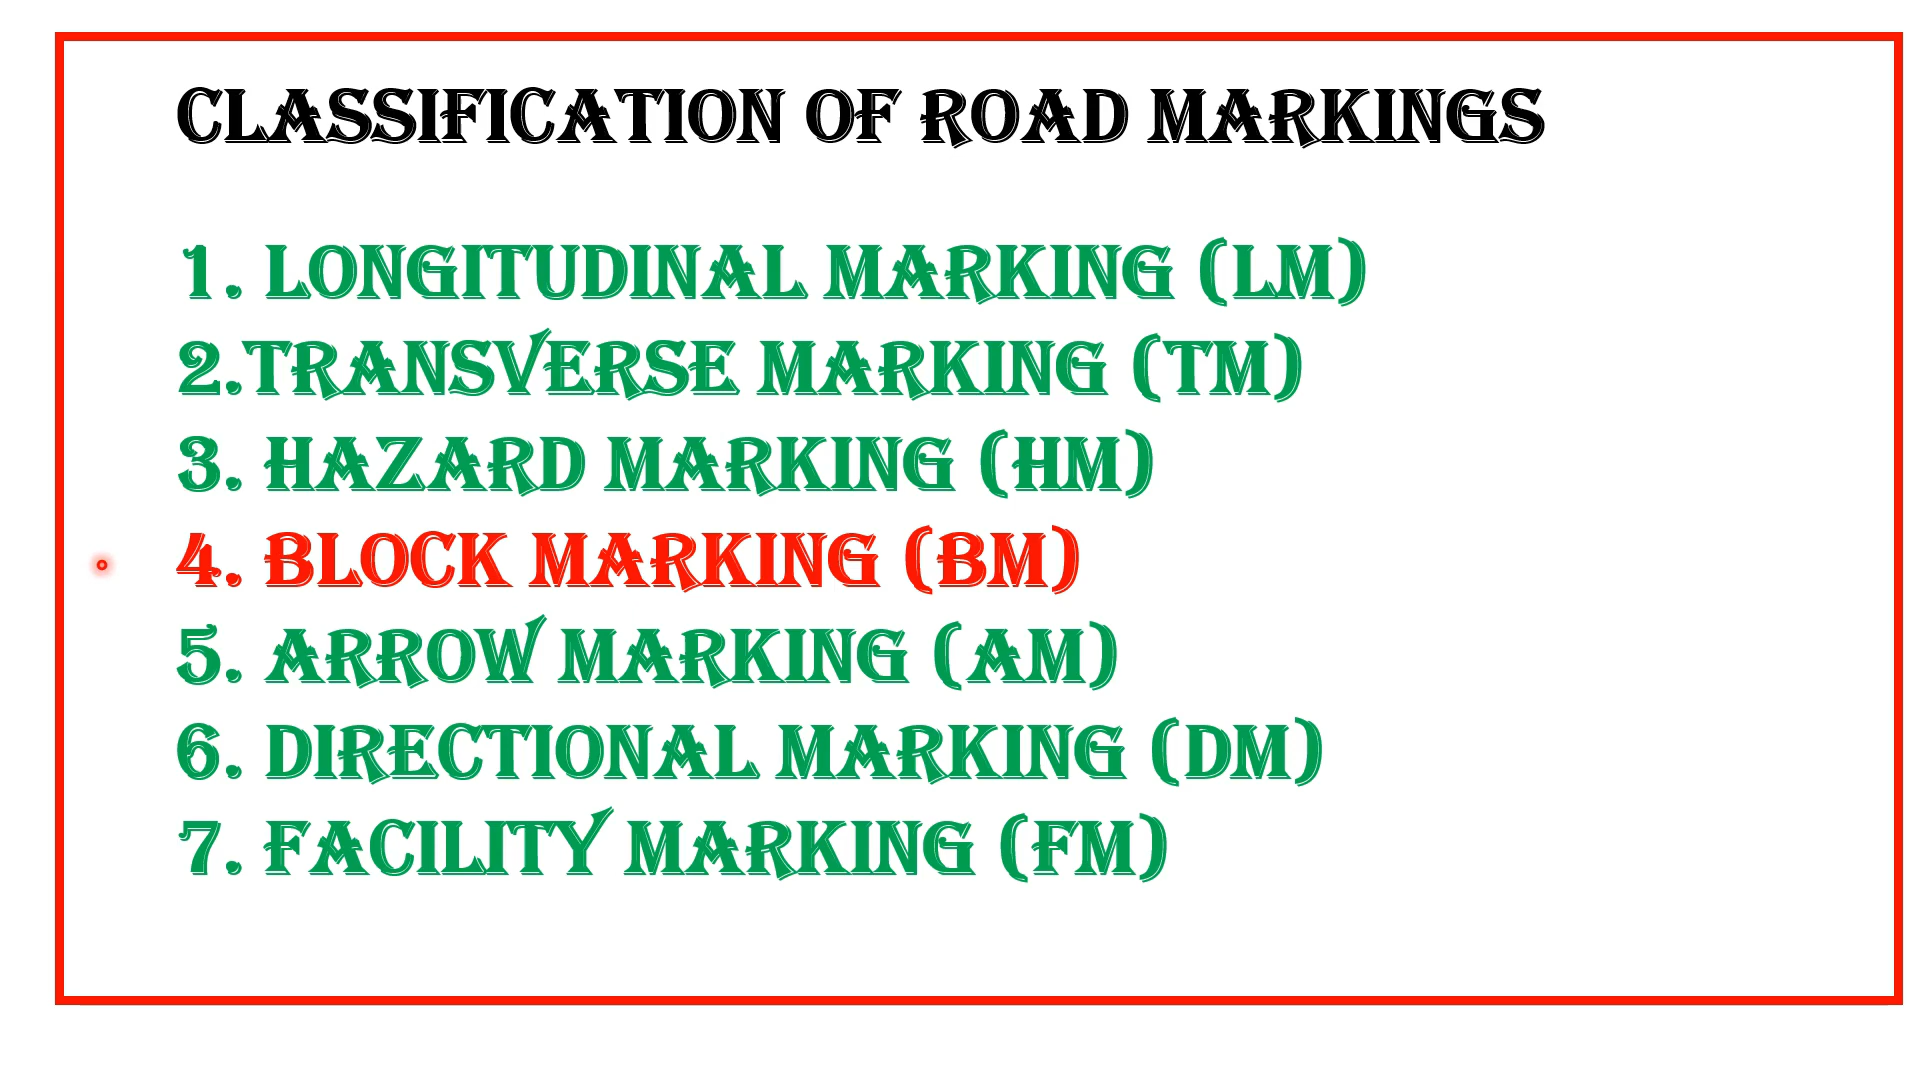 CLASSIFICATION OF ROAD MARKINGS
1. LONGITUDINAL MARKING (LM)
2.TRANSVERSE MARKING (TM)
3. HAZARD MARKING (HM)
4. BLOCK MARKING (BM)
5. ARROW MARKING (AM)
6. DIRECTIONAL MARKING (DM)
7. FACILITY MARKING (FM)